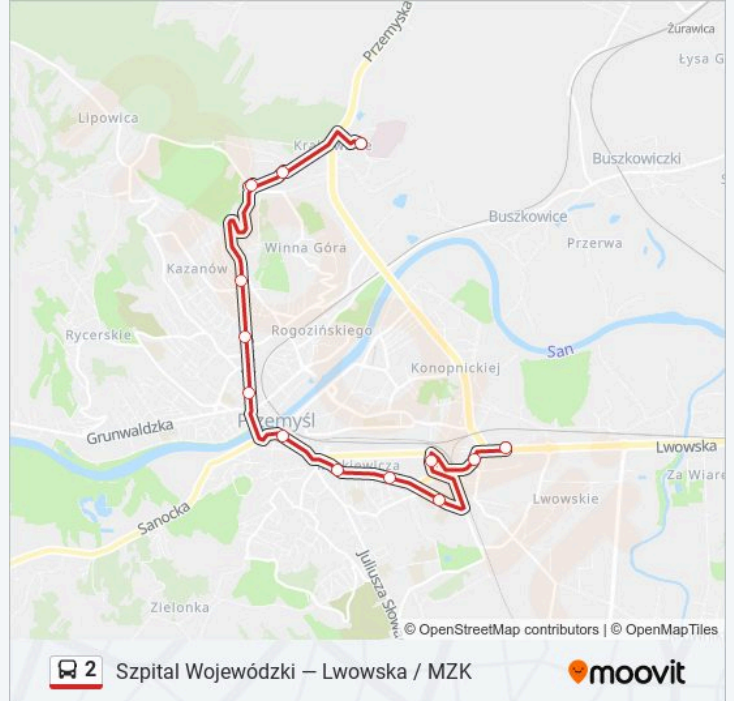 Przemyska
Żurawica
Łysa G
Lipowica
Buszkowiczki
Buszkowice
Przerwa
Winna Góra
Kazanów
Rycerskie
Rogozińskiego
San
Konopnickiej
Grunwaldzka
Przemyśl
Lwowska
Za Wiare
Lwowskie
Sanocka
Juliusza Słowa
Zielonka
© OpenStreetMap contributors | © OpenMapTiles
2 Szpital Wojewódzki — Lwowska / MZK moovit